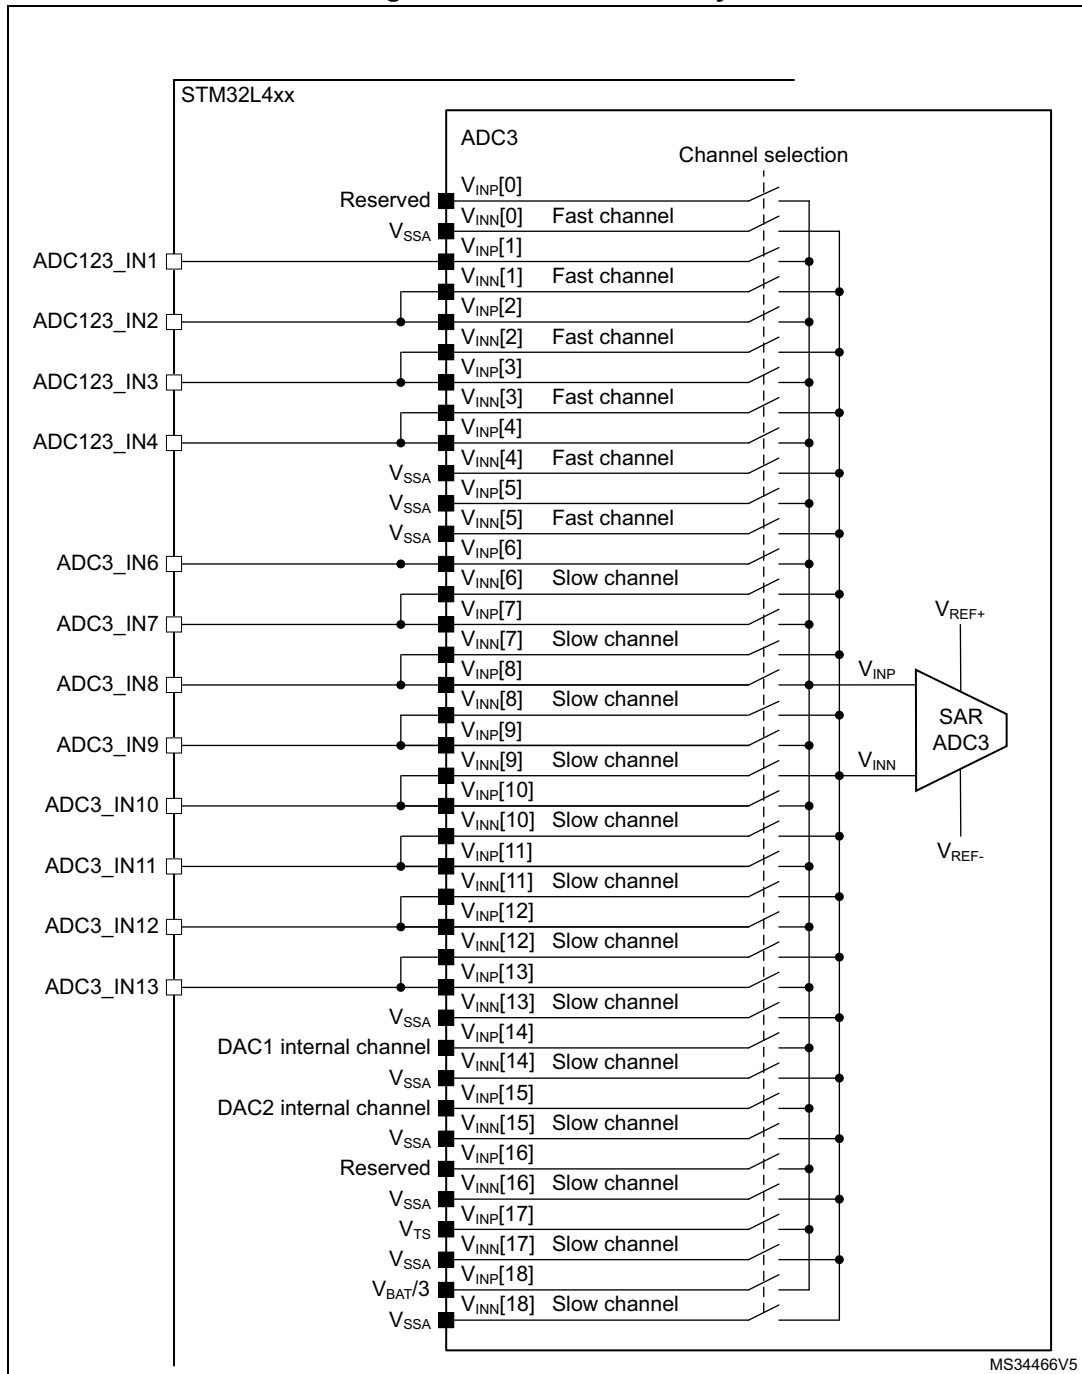 STM32L4xx
ADC3
Channel selection
Reserved VINP[0]
VSSA VINN[0] Fast channel
ADC123_IN1 VINP[1]
VINN[1] Fast channel
ADC123_IN2 VINP[2]
VINN[2] Fast channel
ADC123_IN3 VINP[3]
VINN[3] Fast channel
ADC123_IN4 VINP[4]
VSSA VINN[4] Fast channel
VSSA VINP[5]
VSSA VINN[5] Fast channel
ADC3_IN6 VINP[6]
VINN[6] Slow channel
ADC3_IN7 VINP[7]
VINN[7] Slow channel
ADC3_IN8 VINP[8]
VINN[8] Slow channel
ADC3_IN9 VINP[9]
VINN[9] Slow channel
ADC3_IN10 VINP[10]
VINN[10] Slow channel
ADC3_IN11 VINP[11]
VINN[11] Slow channel
ADC3_IN12 VINP[12]
VINN[12] Slow channel
ADC3_IN13 VINP[13]
VSSA VINN[13] Slow channel
DAC1 internal channel VINP[14]
VSSA VINN[14] Slow channel
DAC2 internal channel VINP[15]
VSSA VINN[15] Slow channel
Reserved VINP[16]
VSSA VINN[16] Slow channel
VTS VINP[17]
VSSA VINN[17] Slow channel
VBAT/3 VINP[18]
VSSA VINN[18] Slow channel
VREF+
VINP
SAR
ADC3
VINN
VREF-
MS34466V5